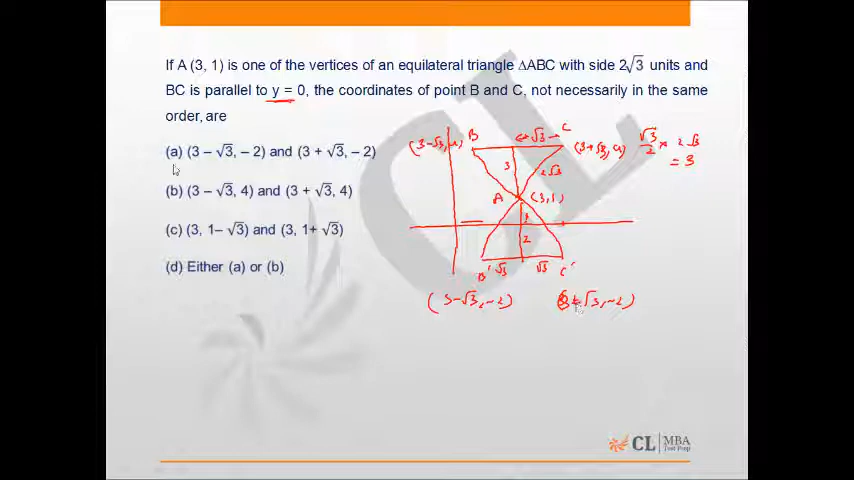 If A (3, 1) is one of the vertices of an equilateral triangle ∆ABC with side 2√3 units and
BC is parallel to y = 0, the coordinates of point B and C, not necessarily in the same
order, are
(a) (3 – √3, – 2) and (3 + √3, – 2)
(b) (3 – √3, 4) and (3 + √3, 4)
(c) (3, 1– √3) and (3, 1+ √3)
(d) Either (a) or (b)
B
√3
C
(3-√3, 4)
(3+√3, 4)
√3/2 × 2√3
= 3
3
2√3
A (3,1)
1
2
B'
√3
√3
C'
(3-√3, -2)
+√3, -2)
CL MBA
Test Prep